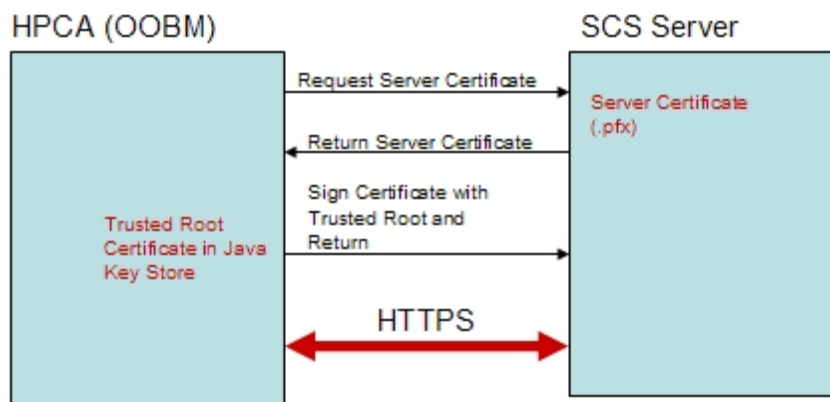 HPCA (OOBM)
SCS Server
Request Server Certificate
Server Certificate
(.pfx)
Return Server Certificate
Sign Certificate with
Trusted Root and
Return
Trusted Root
Certificate in Java
Key Store
HTTPS